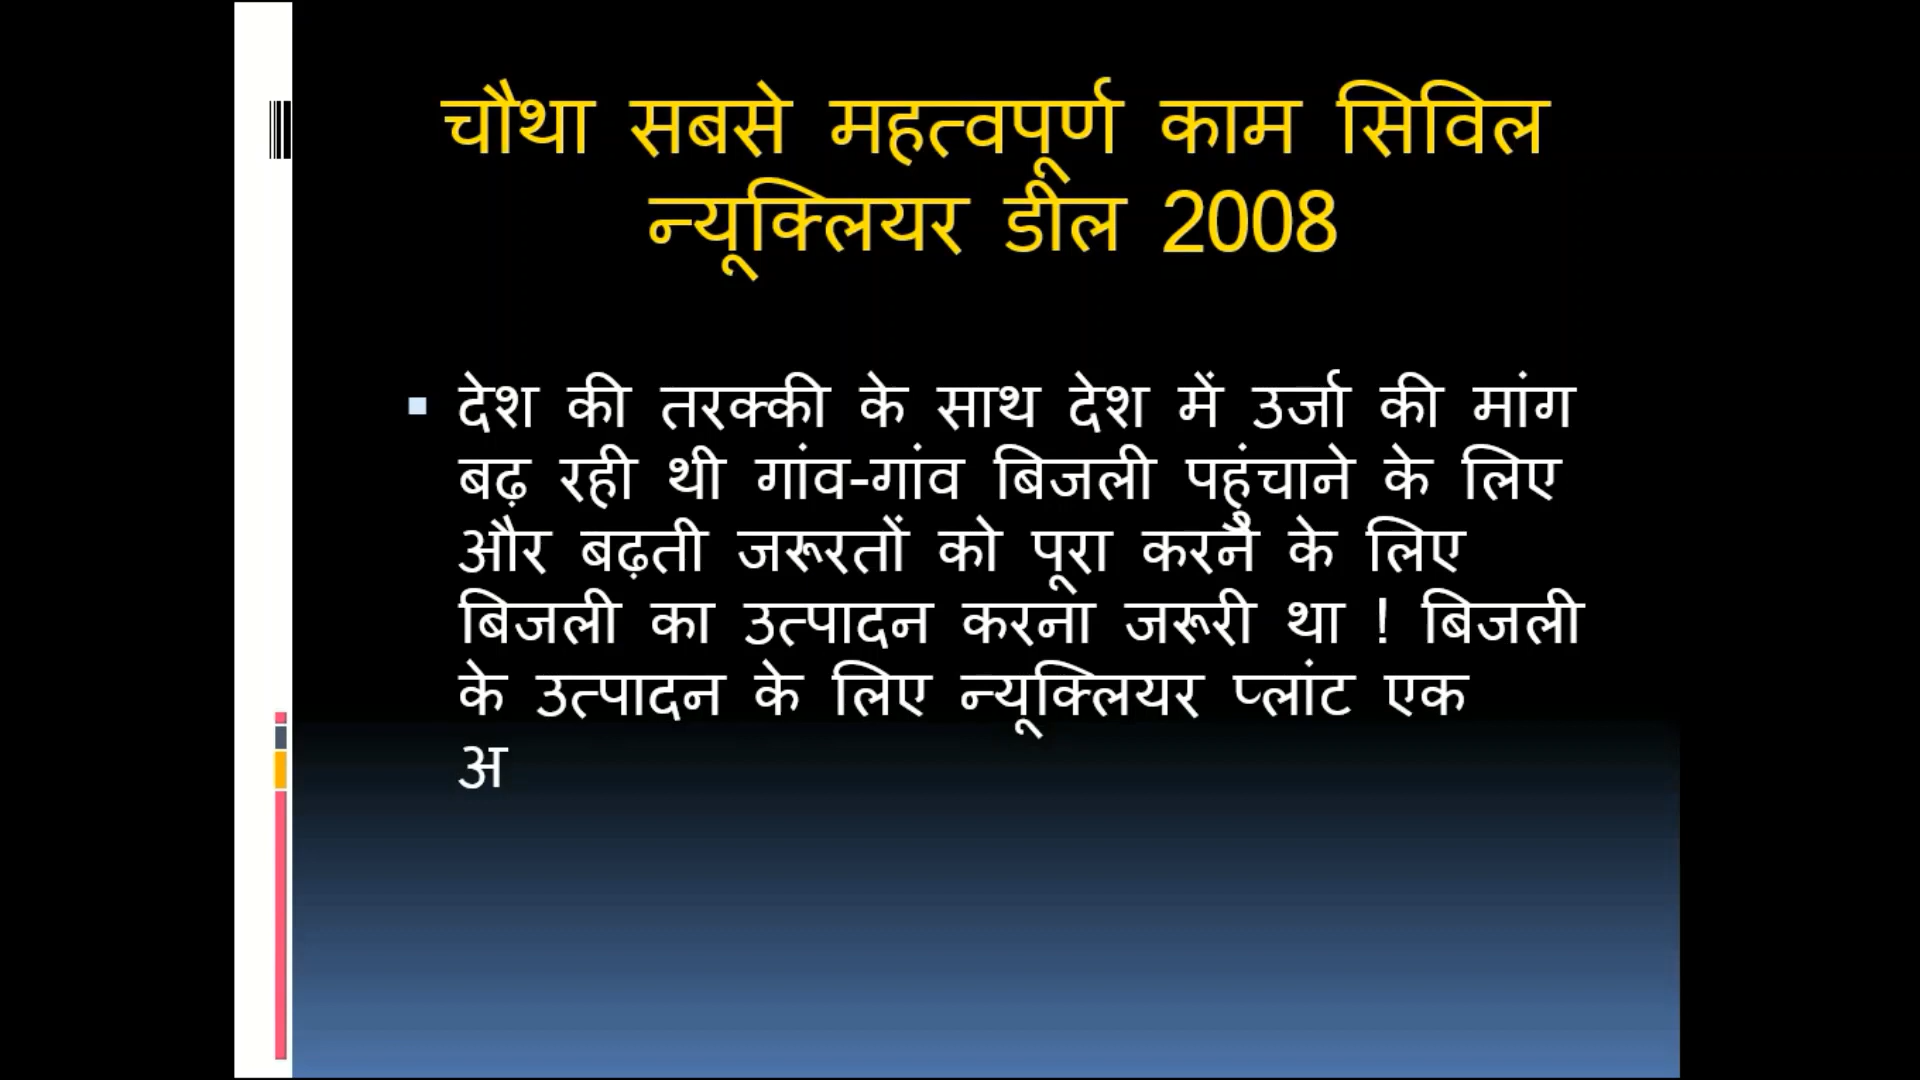 चौथा सबसे महत्वपूर्ण काम सिविल
न्यूक्लियर डील 2008
देश की तरक्की के साथ देश में उर्जा की मांग
बढ़ रही थी गांव-गांव बिजली पहुंचाने के लिए
और बढ़ती जरूरतों को पूरा करने के लिए
बिजली का उत्पादन करना जरूरी था ! बिजली
के उत्पादन के लिए न्यूक्लियर प्लांट एक
अ